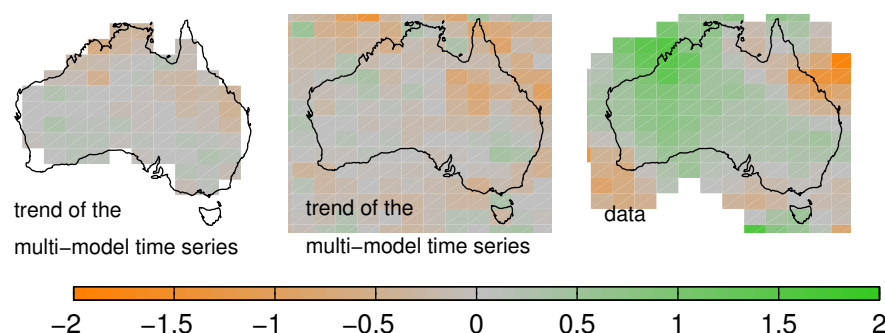 trend of the
multi−model time series
trend of the
multi−model time series
data
−2 −1.5 −1 −0.5 0 0.5 1 1.5 2